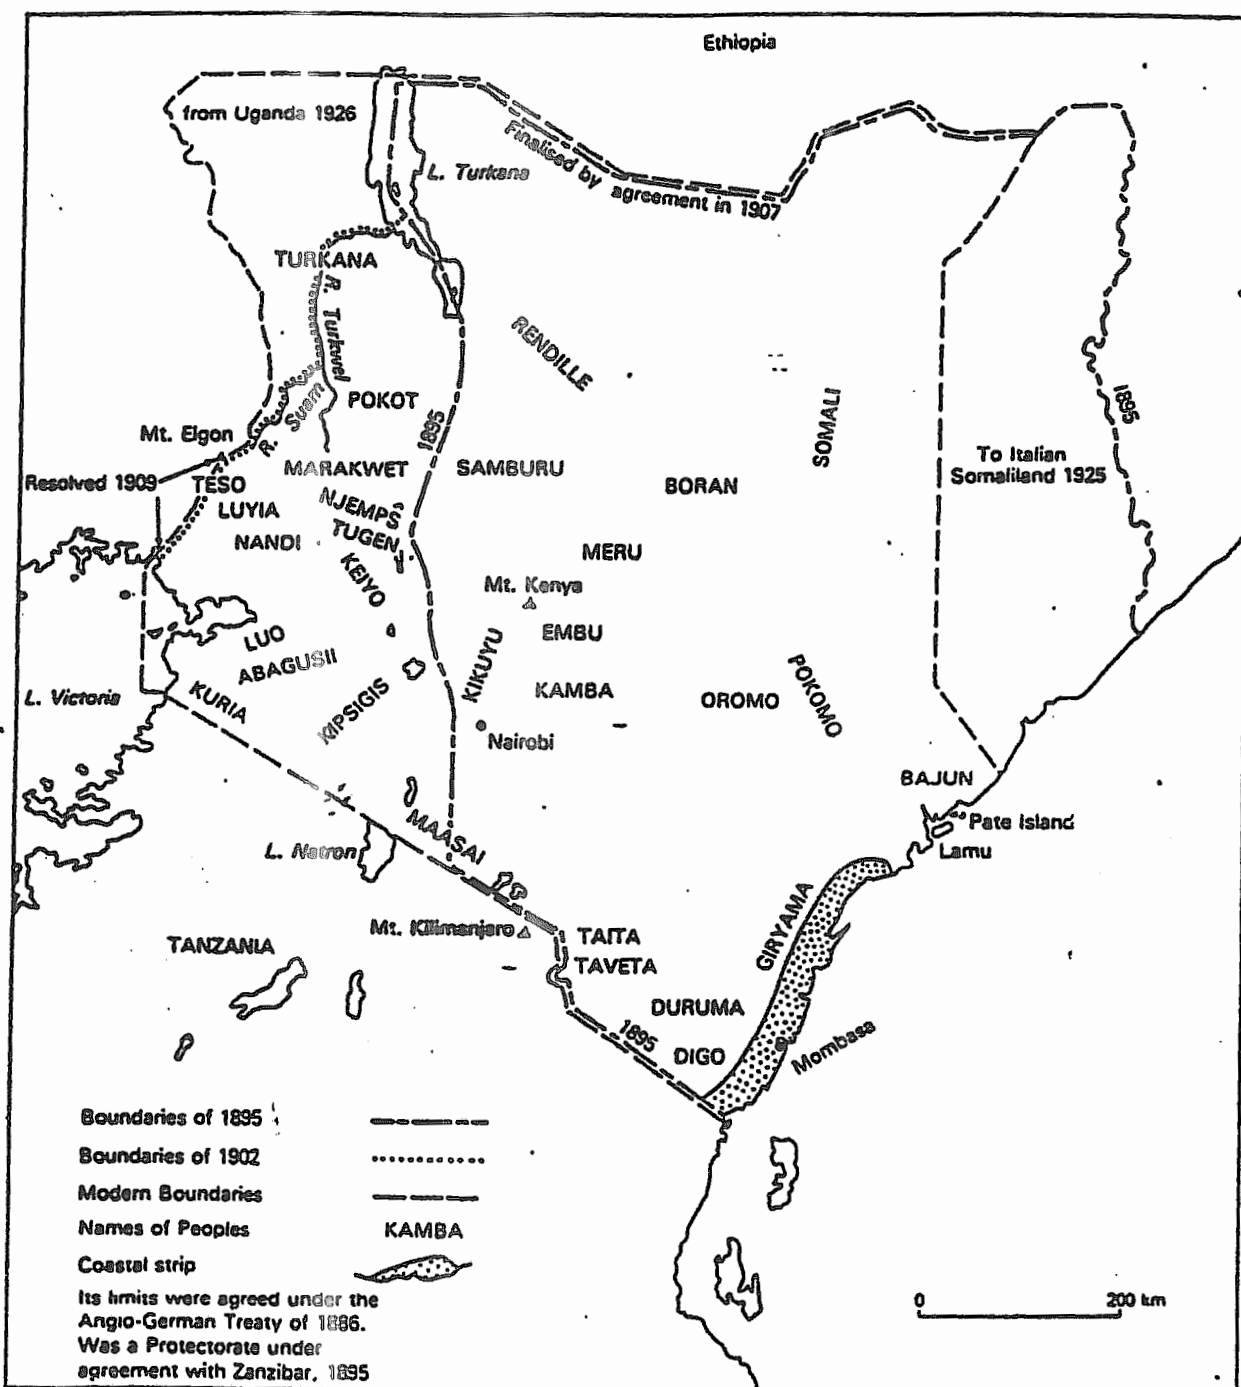 Ethiopia
from Uganda 1926
Finalised by agreement in 1907
L. Turkana
TURKANA
R. Turkwel
RENDILLE
R. Suam
POKOT
1895
SOMALI
1895
Mt. Elgon
MARAKWET
SAMBURU
BORAN
To Italian
Somaliland 1925
Resolved 1909
TESO
LUYIA
NJEMPS
TUGEN
NANDI
KEIYO
MERU
Mt. Kenya
EMBU
LUO
ABAGUSII
KIKUYU
KAMBA
OROMO
POKOMO
L. Victoria
KURIA
KIPSIGIS
Nairobi
BAJUN
Pate Island
Lamu
MAASAI
L. Natron
GIRYAMA
Mt. Kilimanjaro
TAITA
TAVETA
TANZANIA
DURUMA
1895
DIGO
Mombasa
Boundaries of 1895
Boundaries of 1902
Modern Boundaries
Names of Peoples KAMBA
Coastal strip
Its limits were agreed under the
Anglo-German Treaty of 1886.
Was a Protectorate under
agreement with Zanzibar, 1895
0 200 km